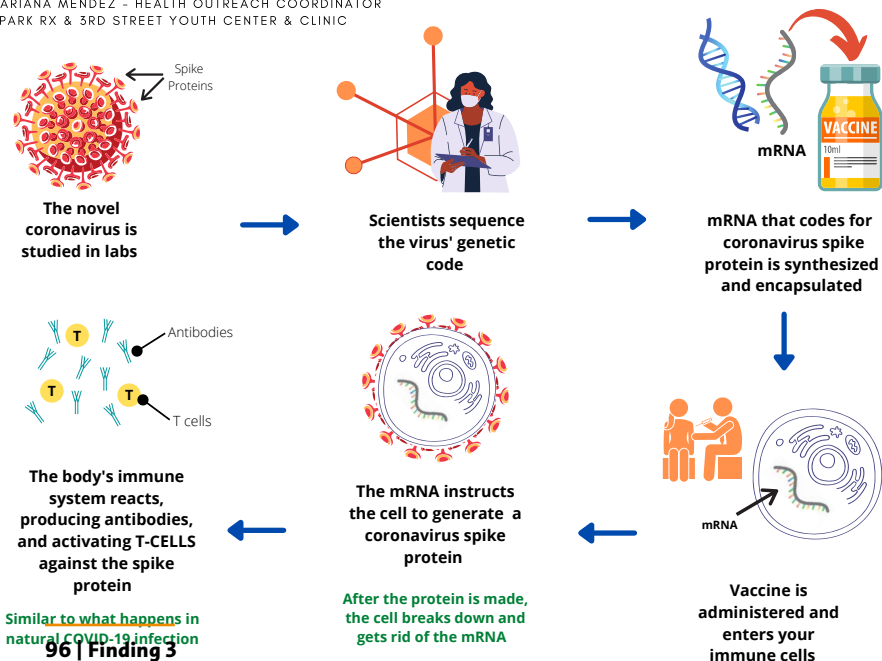 ARIANA MENDEZ – HEALTH OUTREACH COORDINATOR
PARK RX & 3RD STREET YOUTH CENTER & CLINIC
Spike
Proteins
The novel
coronavirus is
studied in labs
Scientists sequence
the virus' genetic
code
VACCINE
10ml
mRNA
mRNA that codes for
coronavirus spike
protein is synthesized
and encapsulated
T
Antibodies
T
T
T cells
The body's immune
system reacts,
producing antibodies,
and activating T-CELLS
against the spike
protein
Similar to what happens in
natural COVID-19 infection
The mRNA instructs
the cell to generate a
coronavirus spike
protein
After the protein is made,
the cell breaks down and
gets rid of the mRNA
mRNA
Vaccine is
administered and
enters your
immune cells
96 | Finding 3